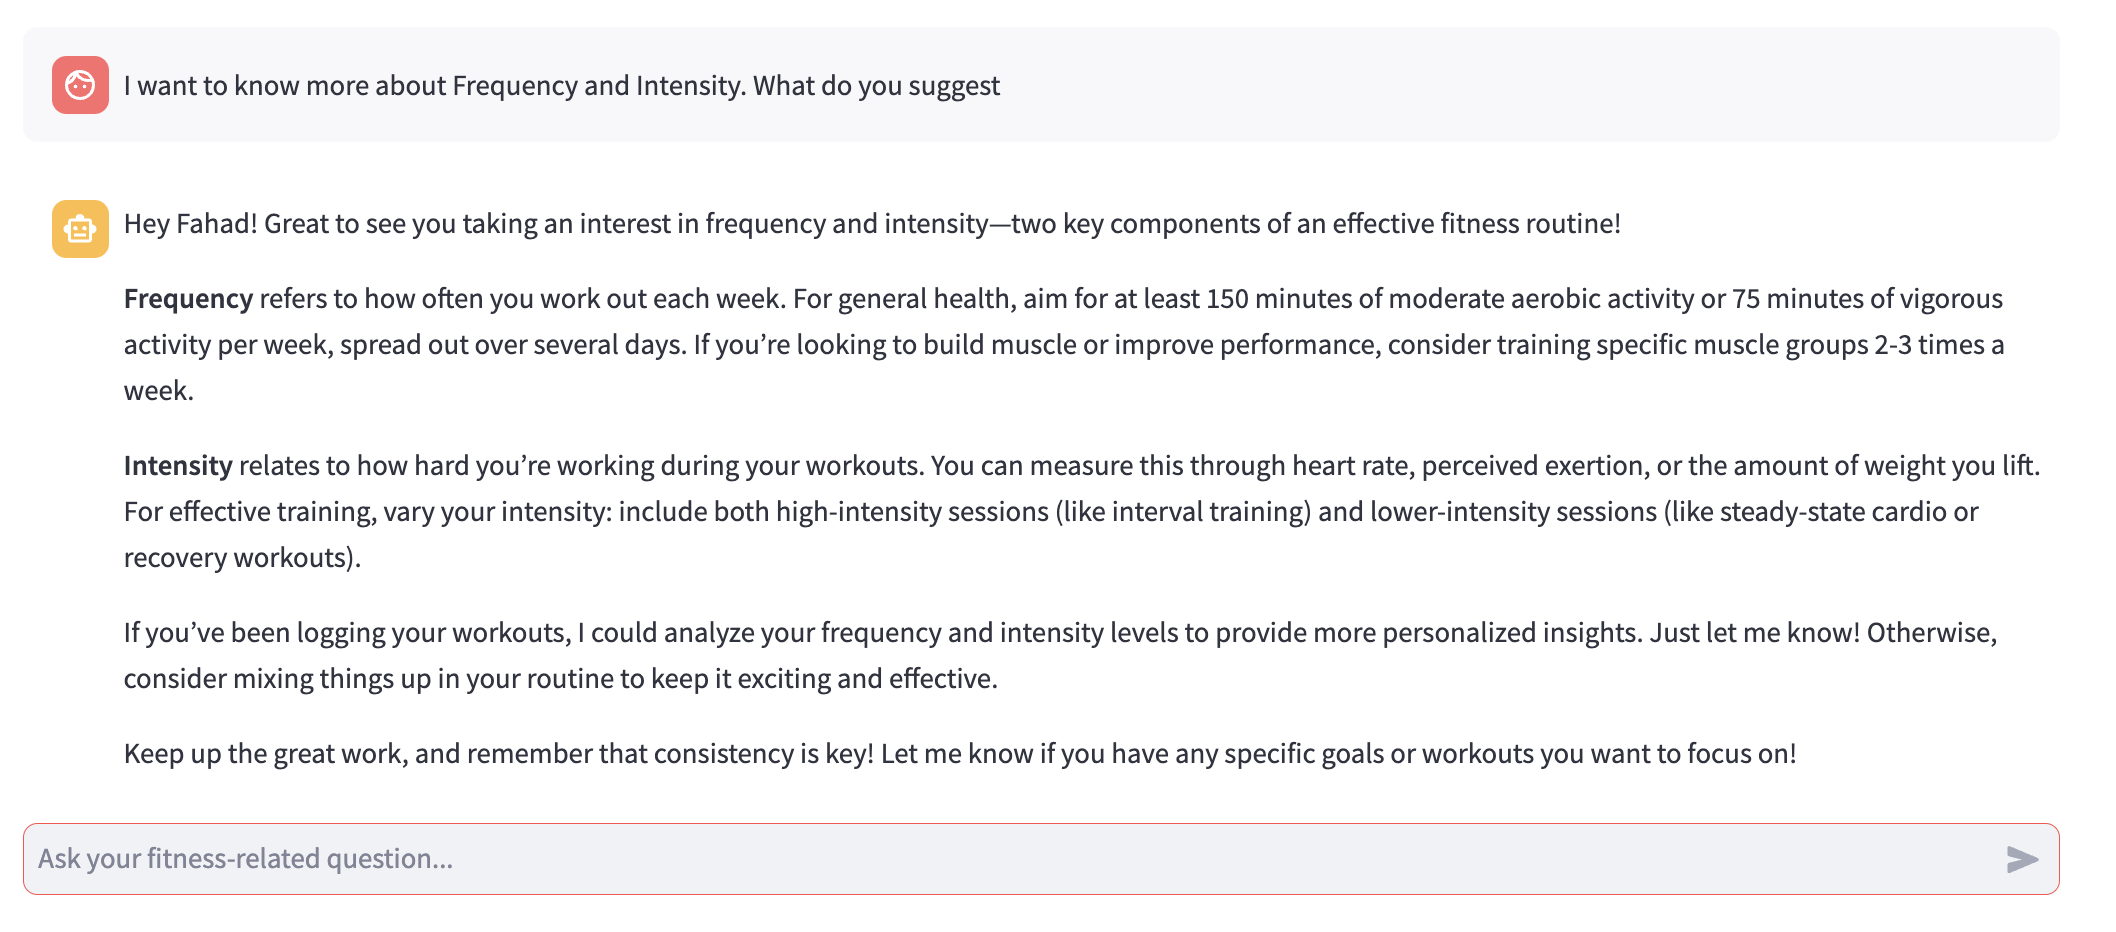 I want to know more about Frequency and Intensity. What do you suggest
Hey Fahad! Great to see you taking an interest in frequency and intensity—two key components of an effective fitness routine!
Frequency refers to how often you work out each week. For general health, aim for at least 150 minutes of moderate aerobic activity or 75 minutes of vigorous
activity per week, spread out over several days. If you’re looking to build muscle or improve performance, consider training specific muscle groups 2-3 times a
week.
Intensity relates to how hard you’re working during your workouts. You can measure this through heart rate, perceived exertion, or the amount of weight you lift.
For effective training, vary your intensity: include both high-intensity sessions (like interval training) and lower-intensity sessions (like steady-state cardio or
recovery workouts).
If you’ve been logging your workouts, I could analyze your frequency and intensity levels to provide more personalized insights. Just let me know! Otherwise,
consider mixing things up in your routine to keep it exciting and effective.
Keep up the great work, and remember that consistency is key! Let me know if you have any specific goals or workouts you want to focus on!
Ask your fitness-related question...